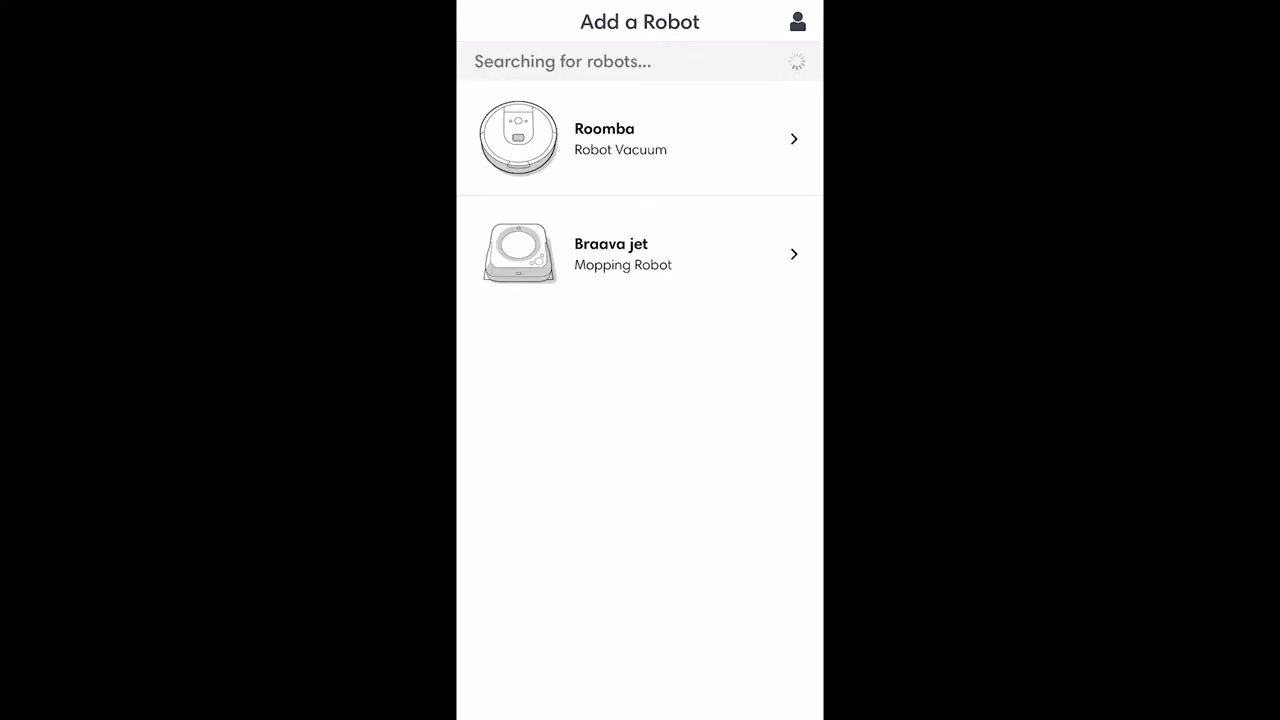 Add a Robot
Searching for robots...
Roomba
Robot Vacuum
Braava jet
Mopping Robot